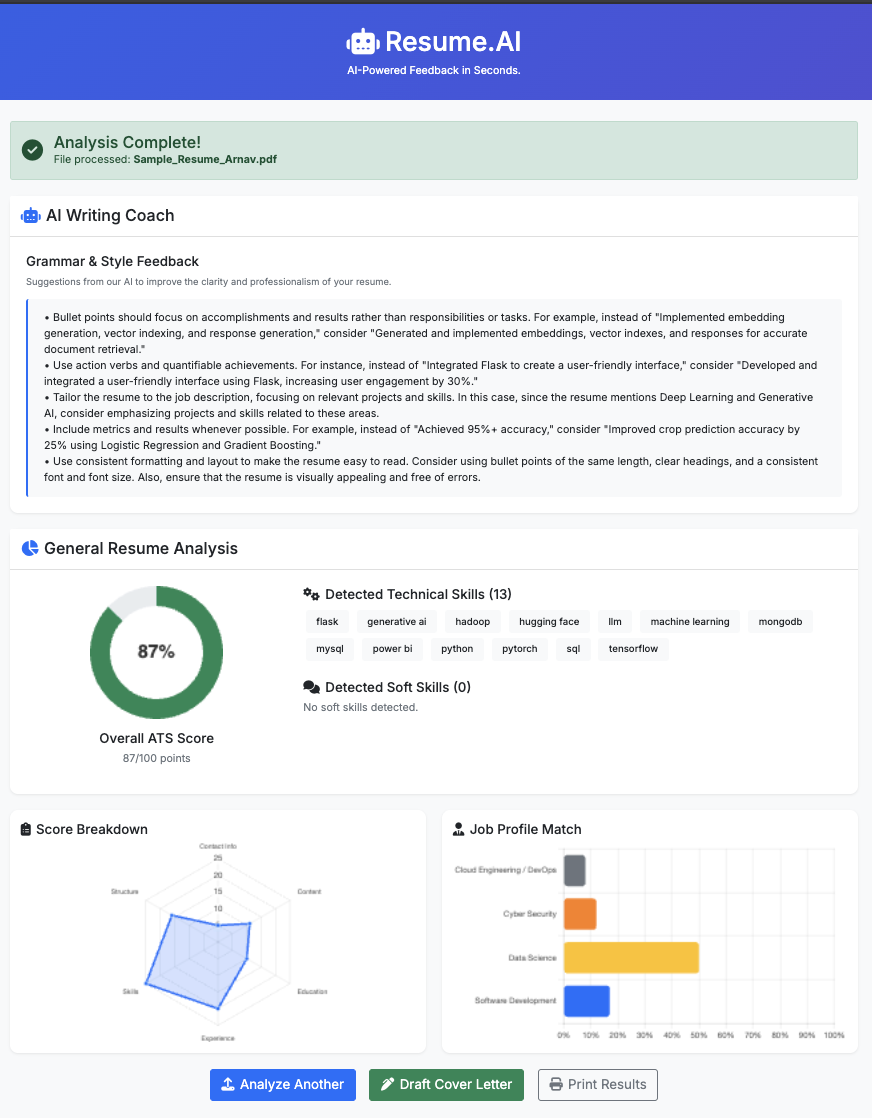 Resume.AI
AI-Powered Feedback in Seconds.
Analysis Complete!
File processed: Sample_Resume_Arnav.pdf
AI Writing Coach
Grammar & Style Feedback
Suggestions from our AI to improve the clarity and professionalism of your resume.
• Bullet points should focus on accomplishments and results rather than responsibilities or tasks. For example, instead of "Implemented embedding
generation, vector indexing, and response generation," consider "Generated and implemented embeddings, vector indexes, and responses for accurate
document retrieval."
• Use action verbs and quantifiable achievements. For instance, instead of "Integrated Flask to create a user-friendly interface," consider "Developed and
integrated a user-friendly interface using Flask, increasing user engagement by 30%."
• Tailor the resume to the job description, focusing on relevant projects and skills. In this case, since the resume mentions Deep Learning and Generative
AI, consider emphasizing projects and skills related to these areas.
• Include metrics and results whenever possible. For example, instead of "Achieved 95%+ accuracy," consider "Improved crop prediction accuracy by
25% using Logistic Regression and Gradient Boosting."
• Use consistent formatting and layout to make the resume easy to read. Consider using bullet points of the same length, clear headings, and a consistent
font and font size. Also, ensure that the resume is visually appealing and free of errors.
General Resume Analysis
87%
Overall ATS Score
87/100 points
Detected Technical Skills (13)
flask generative ai hadoop hugging face llm machine learning mongodb
mysql power bi python pytorch sql tensorflow
Detected Soft Skills (0)
No soft skills detected.
Score Breakdown
Contact Info
25
20
15
10
Structure
Content
Skills
Education
Experience
Job Profile Match
Cloud Engineering / DevOps
Cyber Security
Data Science
Software Development
0% 10% 20% 30% 40% 50% 60% 70% 80% 90% 100%
Analyze Another
Draft Cover Letter
Print Results